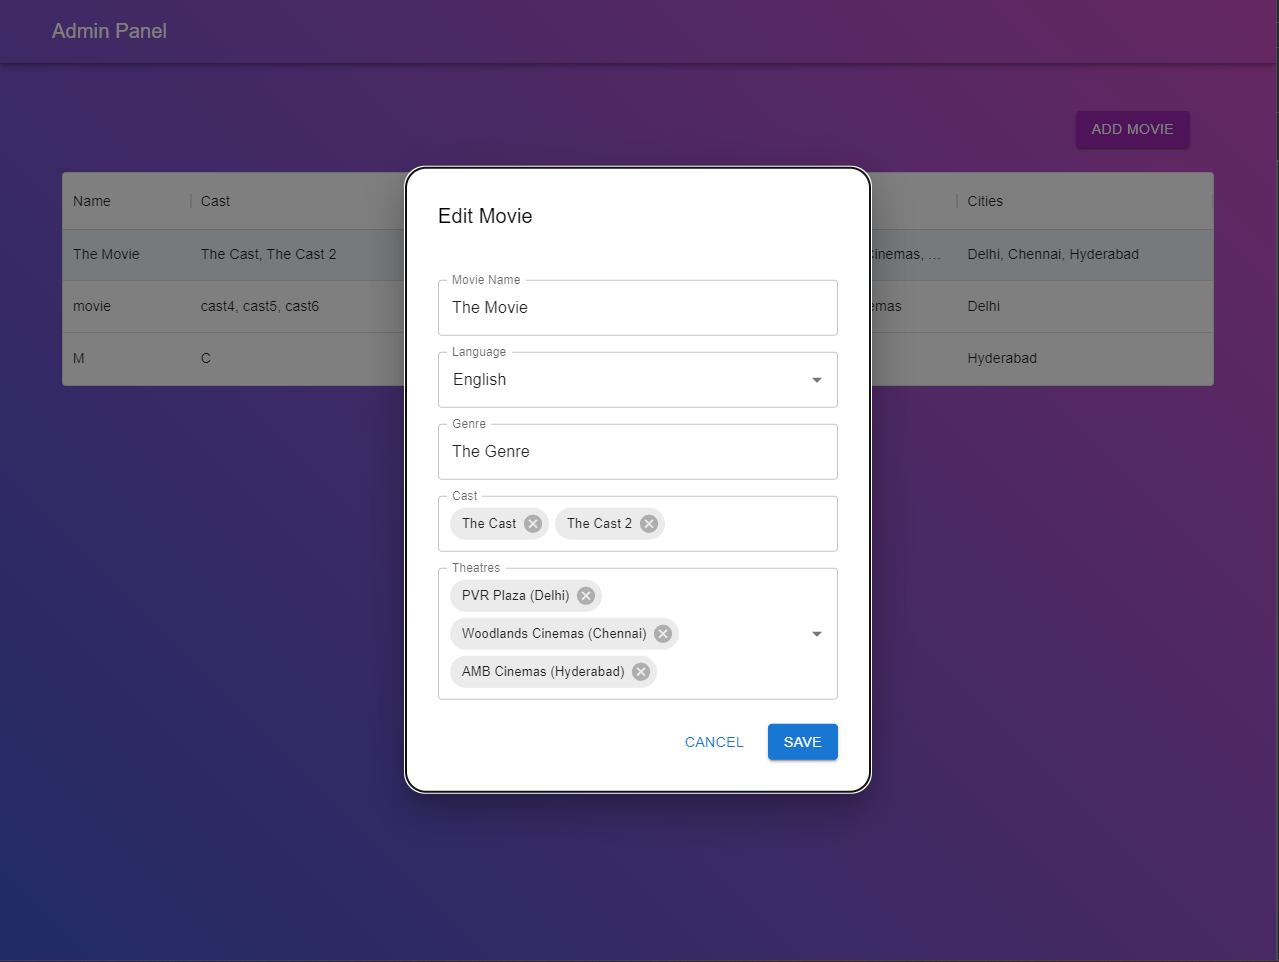 Admin Panel
ADD MOVIE
Name Cast Cities
The Movie The Cast, The Cast 2 Cinemas, ... Delhi, Chennai, Hyderabad
movie cast4, cast5, cast6 Delhi
M C Hyderabad
Edit Movie
Movie Name
The Movie
Language
English
Genre
The Genre
Cast
The Cast The Cast 2
Theatres
PVR Plaza (Delhi)
Woodlands Cinemas (Chennai)
AMB Cinemas (Hyderabad)
CANCEL SAVE